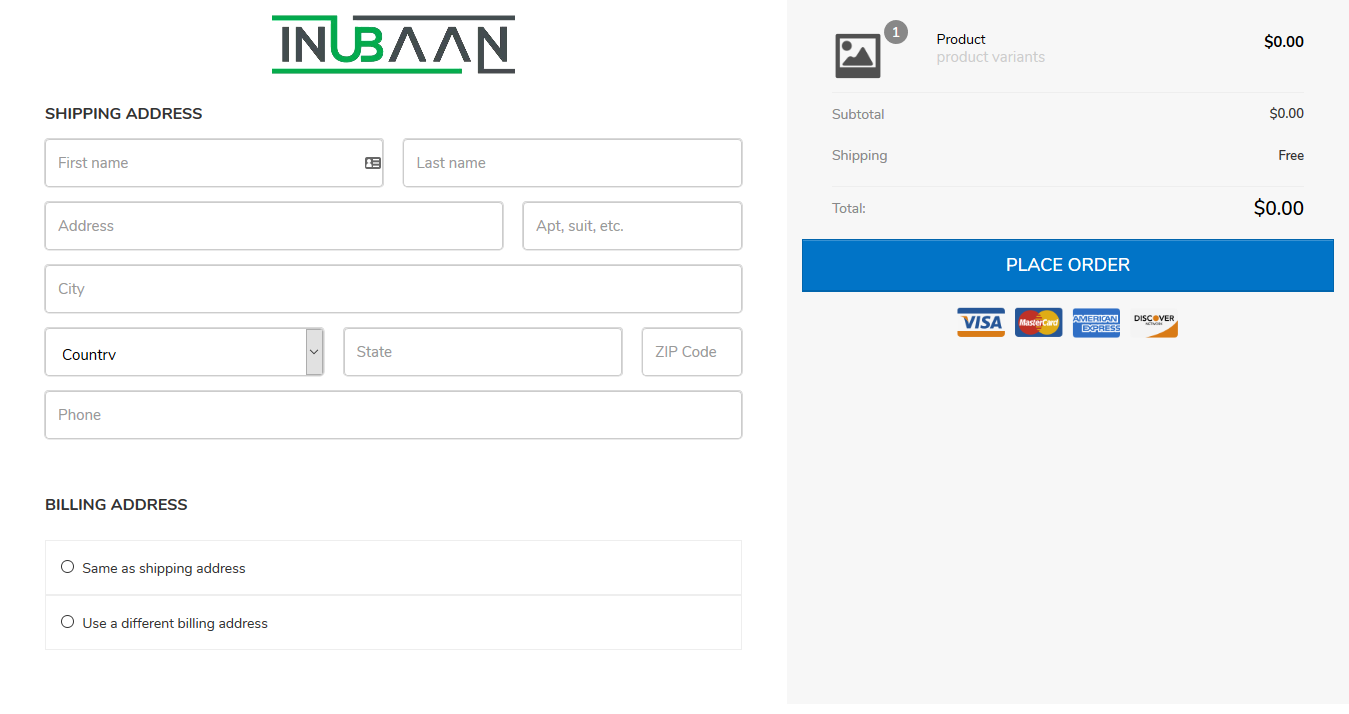 INUBAAN
SHIPPING ADDRESS
First name
Last name
Address
Apt, suit, etc.
City
Country
State
ZIP Code
Phone
BILLING ADDRESS
Same as shipping address
Use a different billing address
1
Product
$0.00
product variants
Subtotal
$0.00
Shipping
Free
Total:
$0.00
PLACE ORDER
VISA
MasterCard
AMERICAN
EXPRESS
DISCOVER
NETWORK